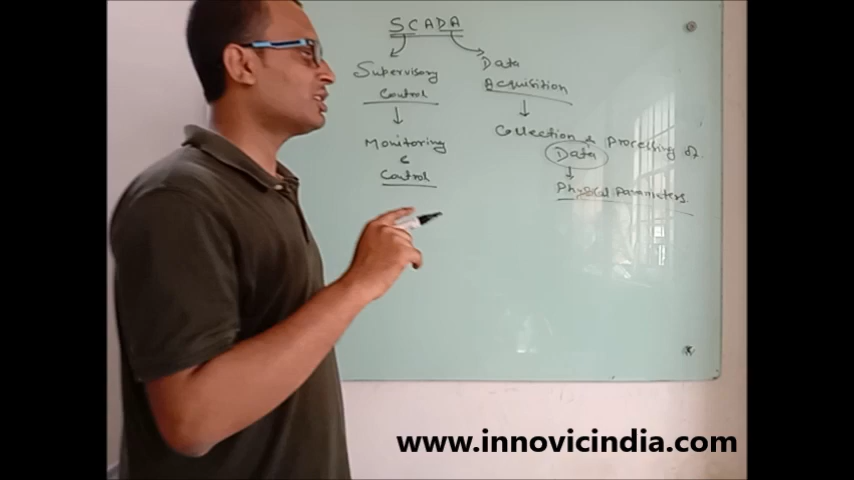 SCADA
Supervisory
Control
Monitoring
&
Control
Data
Acquisition
Collection & Processing of
Data
Physical Parameters
www.innovicindia.com